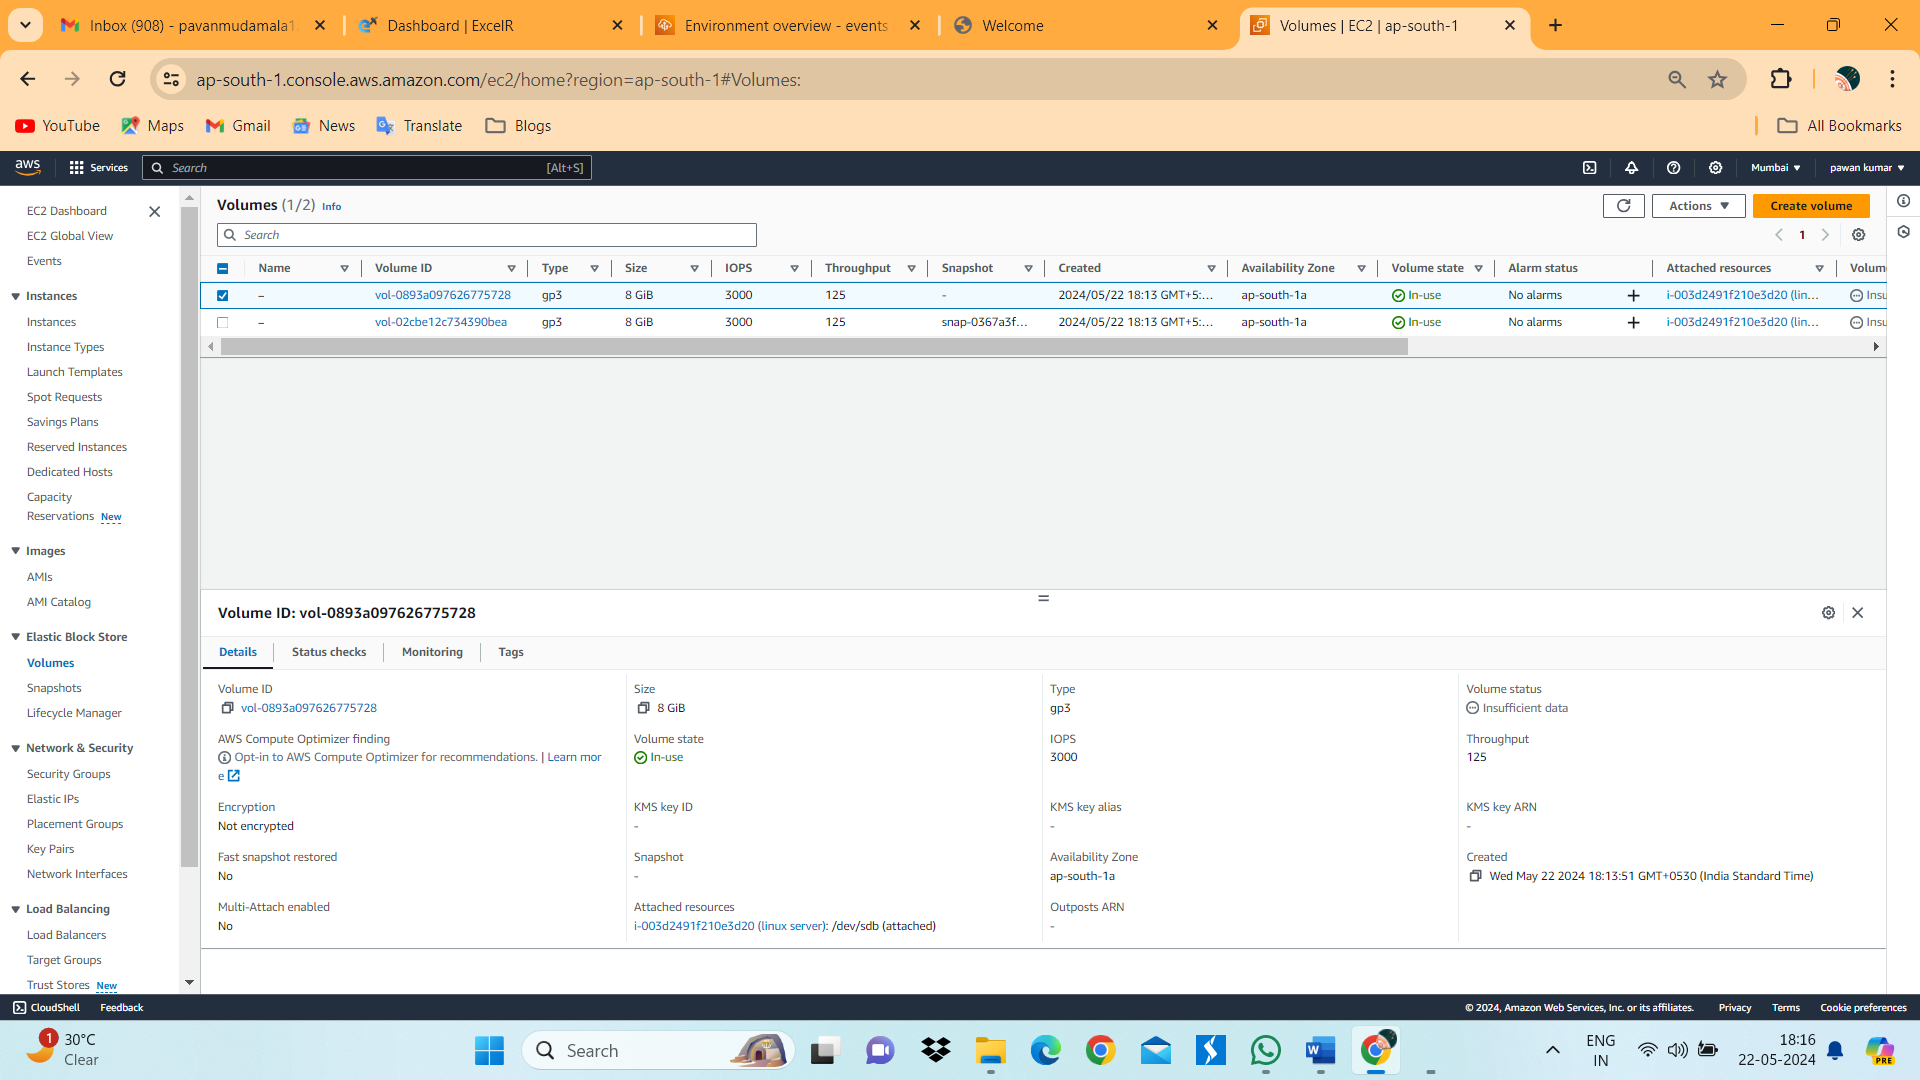 Inbox (908) - pavanmudamala1
Dashboard | ExcelR
Environment overview - events
Welcome
Volumes | EC2 | ap-south-1
ap-south-1.console.aws.amazon.com/ec2/home?region=ap-south-1#Volumes:
YouTube
Maps
Gmail
News
Translate
Blogs
All Bookmarks
aws
Services
Search
[Alt+S]
Mumbai
pawan kumar
EC2 Dashboard
EC2 Global View
Events
Instances
Instances
Instance Types
Launch Templates
Spot Requests
Savings Plans
Reserved Instances
Dedicated Hosts
Capacity
Reservations New
Images
AMIs
AMI Catalog
Elastic Block Store
Volumes
Snapshots
Lifecycle Manager
Network & Security
Security Groups
Elastic IPs
Placement Groups
Key Pairs
Network Interfaces
Load Balancing
Load Balancers
Target Groups
Trust Stores New
Volumes (1/2) Info
Actions
Create volume
Search
1
Name Volume ID Type Size IOPS Throughput Snapshot Created Availability Zone Volume state Alarm status Attached resources Volum
– vol-0893a097626775728 gp3 8 GiB 3000 125 - 2024/05/22 18:13 GMT+5:... ap-south-1a In-use No alarms + i-003d2491f210e3d20 (lin... Insu
– vol-02cbe12c734390bea gp3 8 GiB 3000 125 snap-0367a3f... 2024/05/22 18:13 GMT+5:... ap-south-1a In-use No alarms + i-003d2491f210e3d20 (lin... Insu
Volume ID: vol-0893a097626775728
Details
Status checks
Monitoring
Tags
Volume ID
vol-0893a097626775728
Size
8 GiB
Type
gp3
Volume status
Insufficient data
AWS Compute Optimizer finding
Opt-in to AWS Compute Optimizer for recommendations. | Learn mor
e
Volume state
In-use
IOPS
3000
Throughput
125
Encryption
Not encrypted
KMS key ID
-
KMS key alias
-
KMS key ARN
-
Fast snapshot restored
No
Snapshot
-
Availability Zone
ap-south-1a
Created
Wed May 22 2024 18:13:51 GMT+0530 (India Standard Time)
Multi-Attach enabled
No
Attached resources
i-003d2491f210e3d20 (linux server): /dev/sdb (attached)
Outposts ARN
-
CloudShell
Feedback
© 2024, Amazon Web Services, Inc. or its affiliates.
Privacy
Terms
Cookie preferences
1
30°C
Clear
Search
W
PRE
ENG
IN
18:16
22-05-2024